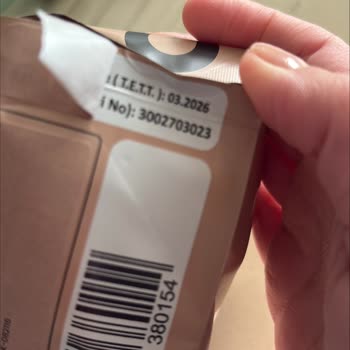 ( T.E.T.T. ): 03.2026
i No): 3002703023
380154